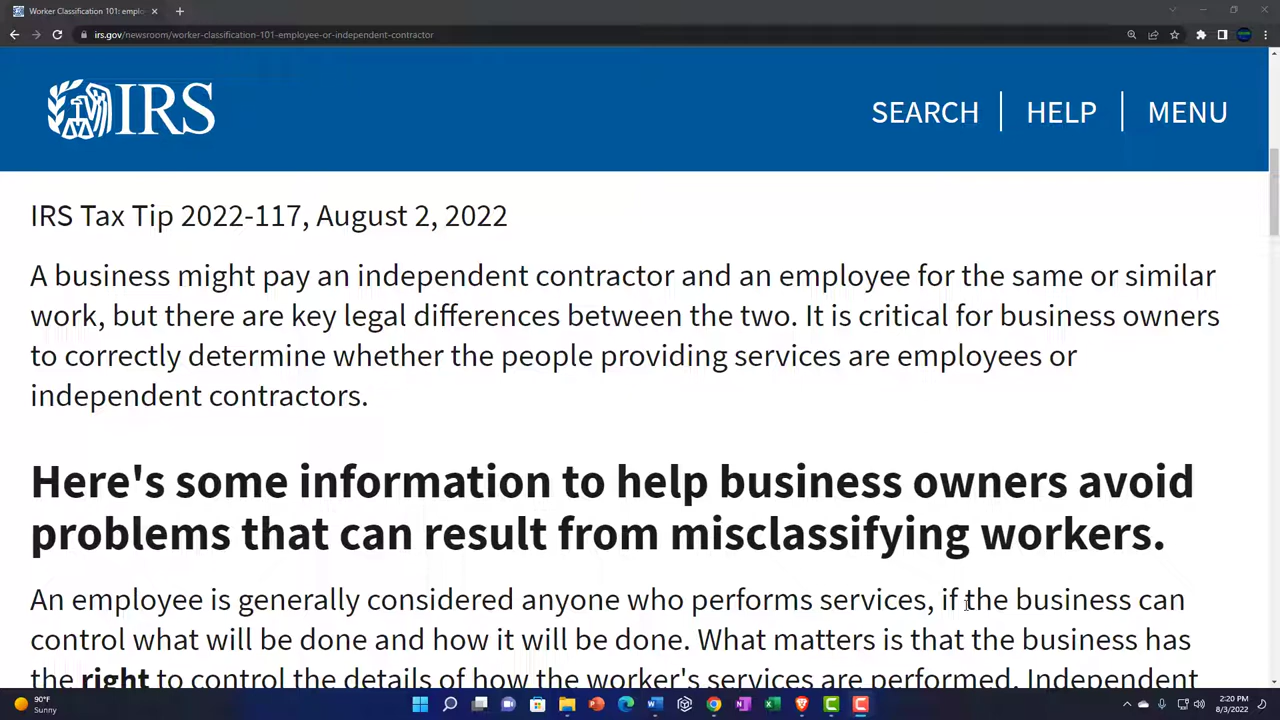 Worker Classification 101: empl
irs.gov/newsroom/worker-classification-101-employee-or-independent-contractor
IRS
SEARCH
HELP
MENU
IRS Tax Tip 2022-117, August 2, 2022
A business might pay an independent contractor and an employee for the same or similar
work, but there are key legal differences between the two. It is critical for business owners
to correctly determine whether the people providing services are employees or
independent contractors.
Here's some information to help business owners avoid
problems that can result from misclassifying workers.
An employee is generally considered anyone who performs services, if the business can
control what will be done and how it will be done. What matters is that the business has
the right to control the details of how the worker's services are performed. Independent
90°F
Sunny
2:20 PM
8/3/2022